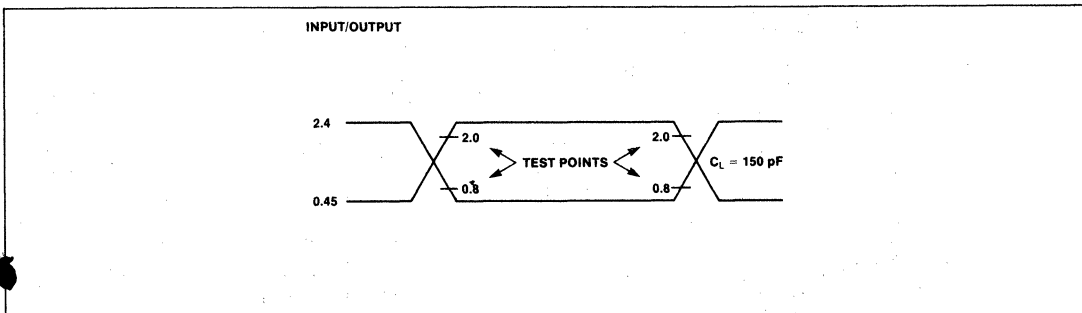 INPUT/OUTPUT
2.4
2.0
2.0
TEST POINTS
C_L = 150 pF
0.8
0.8
0.45